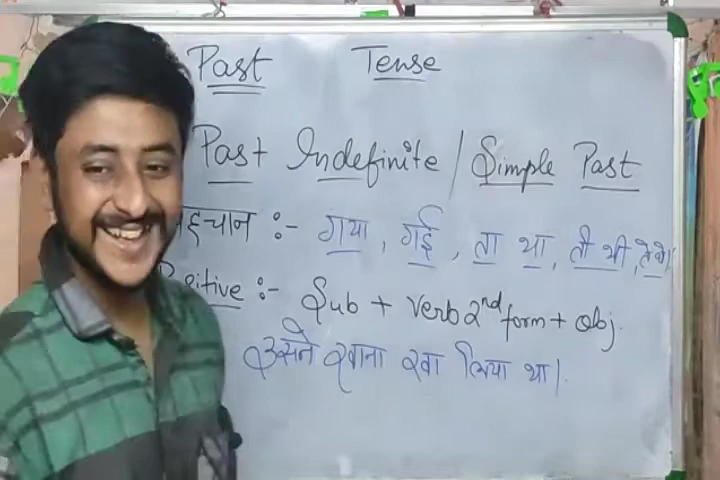 Past Tense
Past Indefinite / Simple Past
पहचान :- गया, गई, ता था, ती थी, ते थे।
Positive :- Sub + Verb 2nd form + Obj.
उसने खाना खा लिया था।